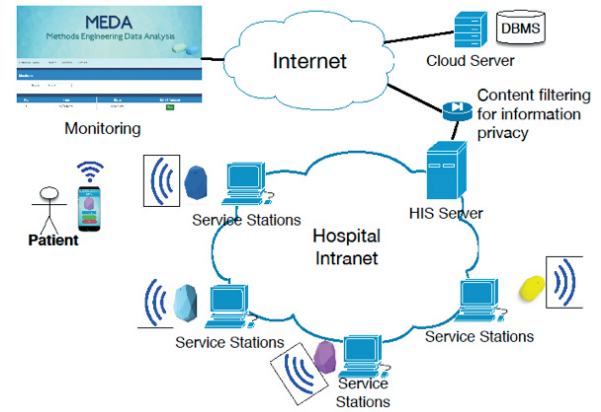 MEDA
Methods Engineering Data Analysis
Monitoring
Internet
DBMS
Cloud Server
Content filtering
for information
privacy
HIS Server
Patient
Service Stations
Hospital
Intranet
Service Stations
Service Stations
Service
Stations